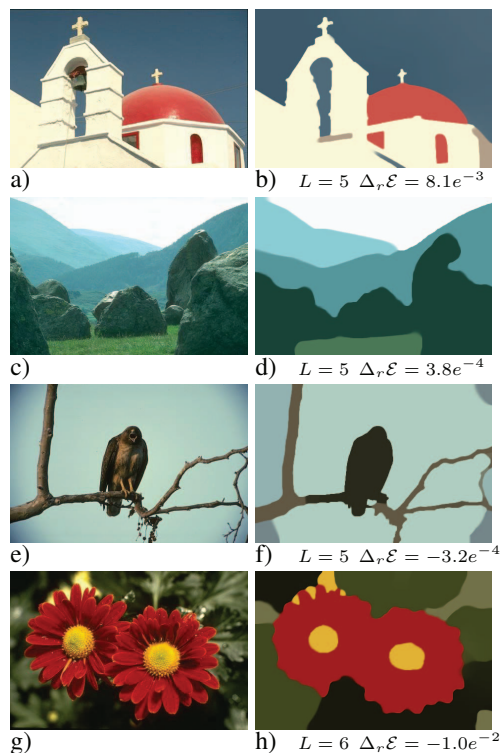 a)
b) L = 5 Δ_rℰ = 8.1e⁻³
c)
d) L = 5 Δ_rℰ = 3.8e⁻⁴
e)
f) L = 5 Δ_rℰ = −3.2e⁻⁴
g)
h) L = 6 Δ_rℰ = −1.0e⁻²